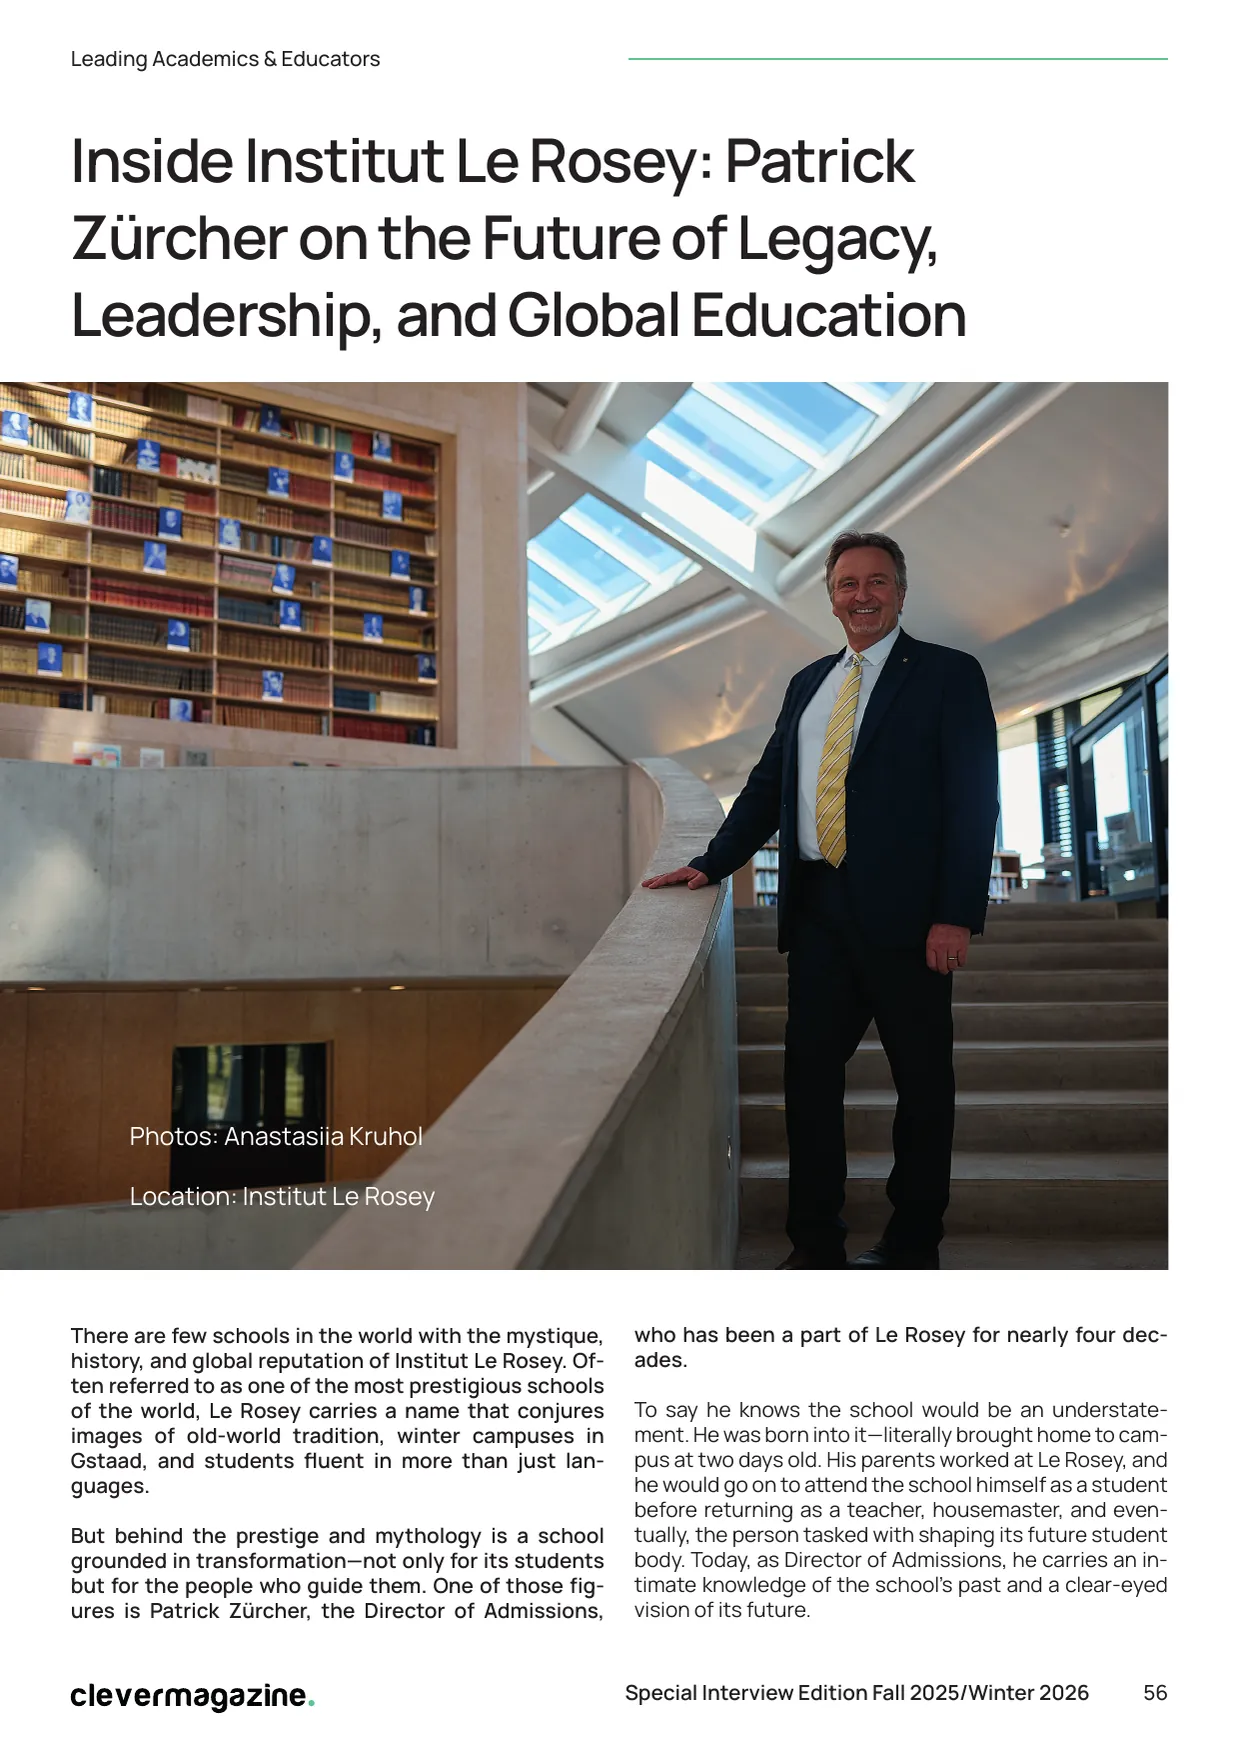 Leading Academics & Educators
Inside Institut Le Rosey: Patrick
Zürcher on the Future of Legacy,
Leadership, and Global Education
Photos: Anastasiia Kruhol
Location: Institut Le Rosey
There are few schools in the world with the mystique,
history, and global reputation of Institut Le Rosey. Of-
ten referred to as one of the most prestigious schools
of the world, Le Rosey carries a name that conjures
images of old-world tradition, winter campuses in
Gstaad, and students fluent in more than just lan-
guages.
But behind the prestige and mythology is a school
grounded in transformation—not only for its students
but for the people who guide them. One of those fig-
ures is Patrick Zürcher, the Director of Admissions,
who has been a part of Le Rosey for nearly four dec-
ades.
To say he knows the school would be an understate-
ment. He was born into it—literally brought home to cam-
pus at two days old. His parents worked at Le Rosey, and
he would go on to attend the school himself as a student
before returning as a teacher, housemaster, and even-
tually, the person tasked with shaping its future student
body. Today, as Director of Admissions, he carries an in-
timate knowledge of the school's past and a clear-eyed
vision of its future.
clevermagazine.
Special Interview Edition Fall 2025/Winter 2026
56